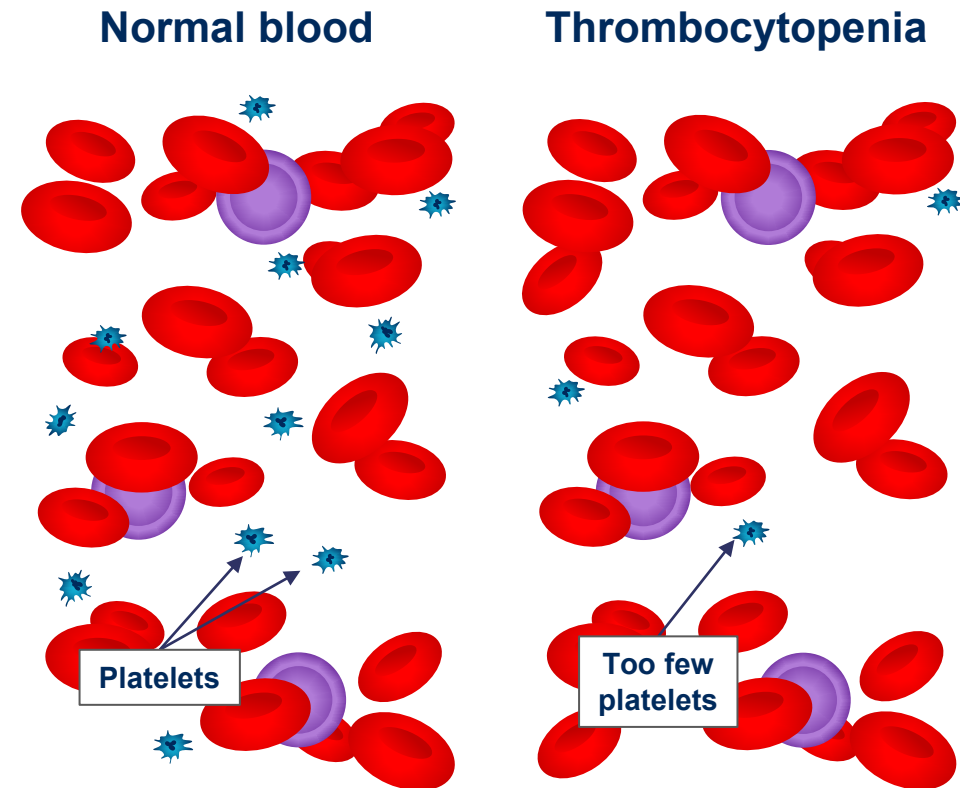 Normal blood
Thrombocytopenia
Platelets
Too few
platelets